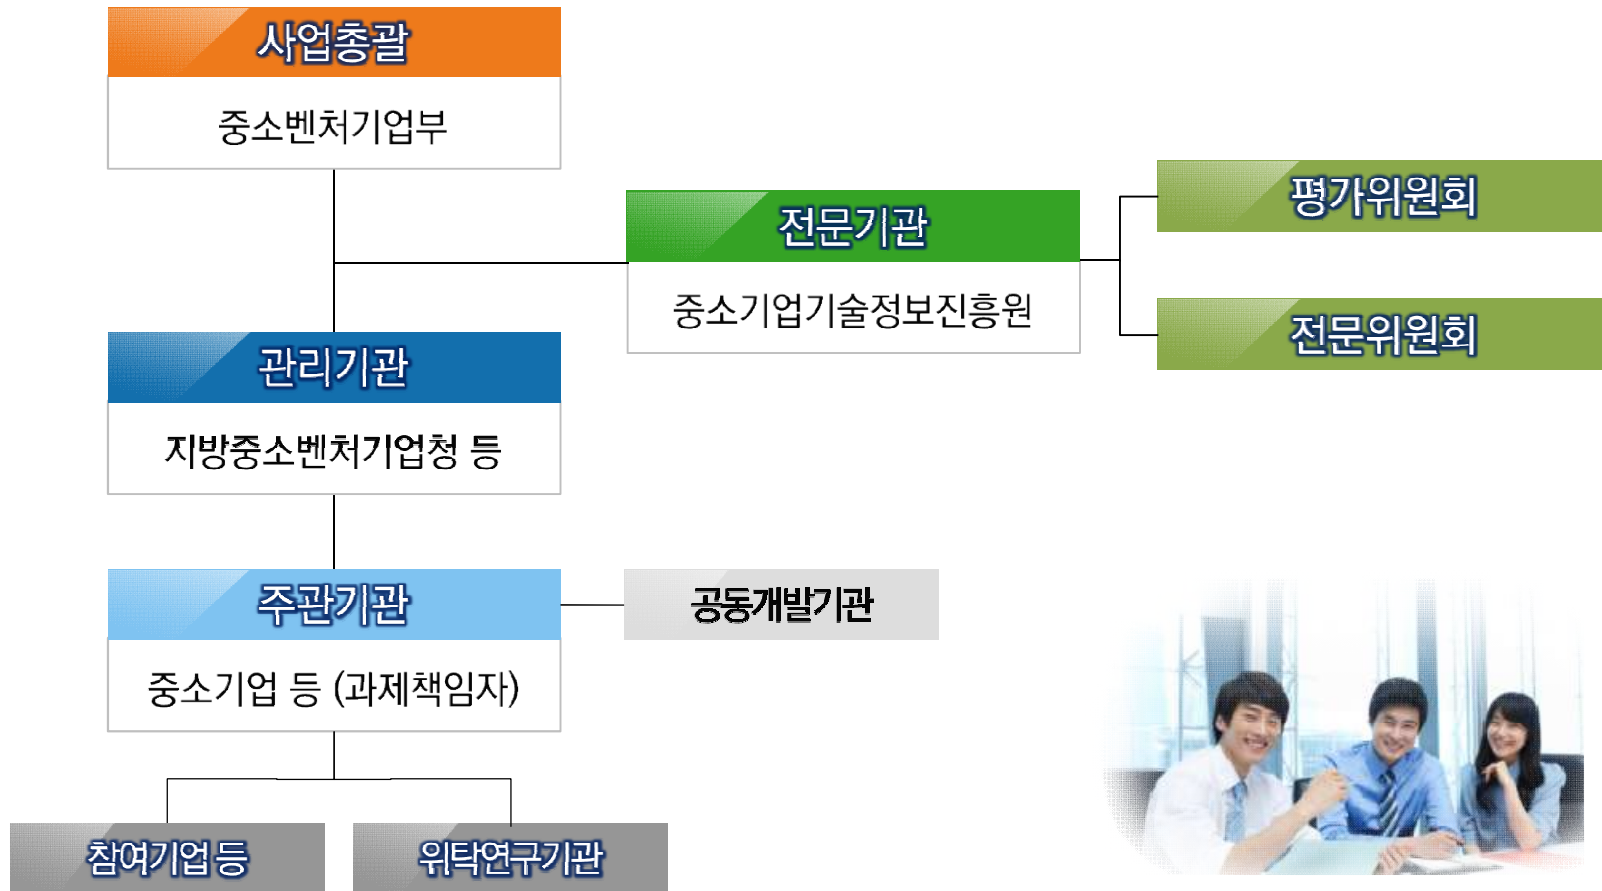 사업총괄
중소벤처기업부
전문기관
중소기업기술정보진흥원
평가위원회
전문위원회
관리기관
지방중소벤처기업청 등
주관기관
중소기업 등 (과제책임자)
공동개발기관
참여기업 등
위탁연구기관